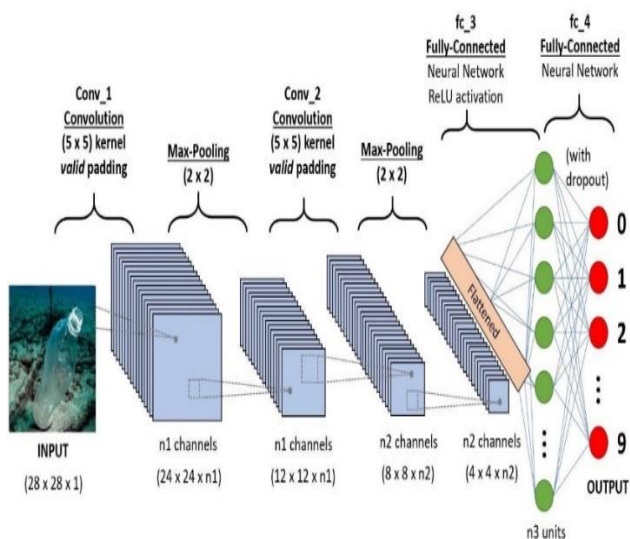 fc_3
Fully-Connected
Neural Network
ReLU activation
fc_4
Fully-Connected
Neural Network
Conv_1
Convolution
(5 x 5) kernel
valid padding
Max-Pooling
(2 x 2)
Conv_2
Convolution
(5 x 5) kernel
valid padding
Max-Pooling
(2 x 2)
(with
dropout)
Flattened
0
1
2
9
INPUT
(28 x 28 x 1)
n1 channels
(24 x 24 x n1)
n1 channels
(12 x 12 x n1)
n2 channels
(8 x 8 x n2)
n2 channels
(4 x 4 x n2)
OUTPUT
n3 units